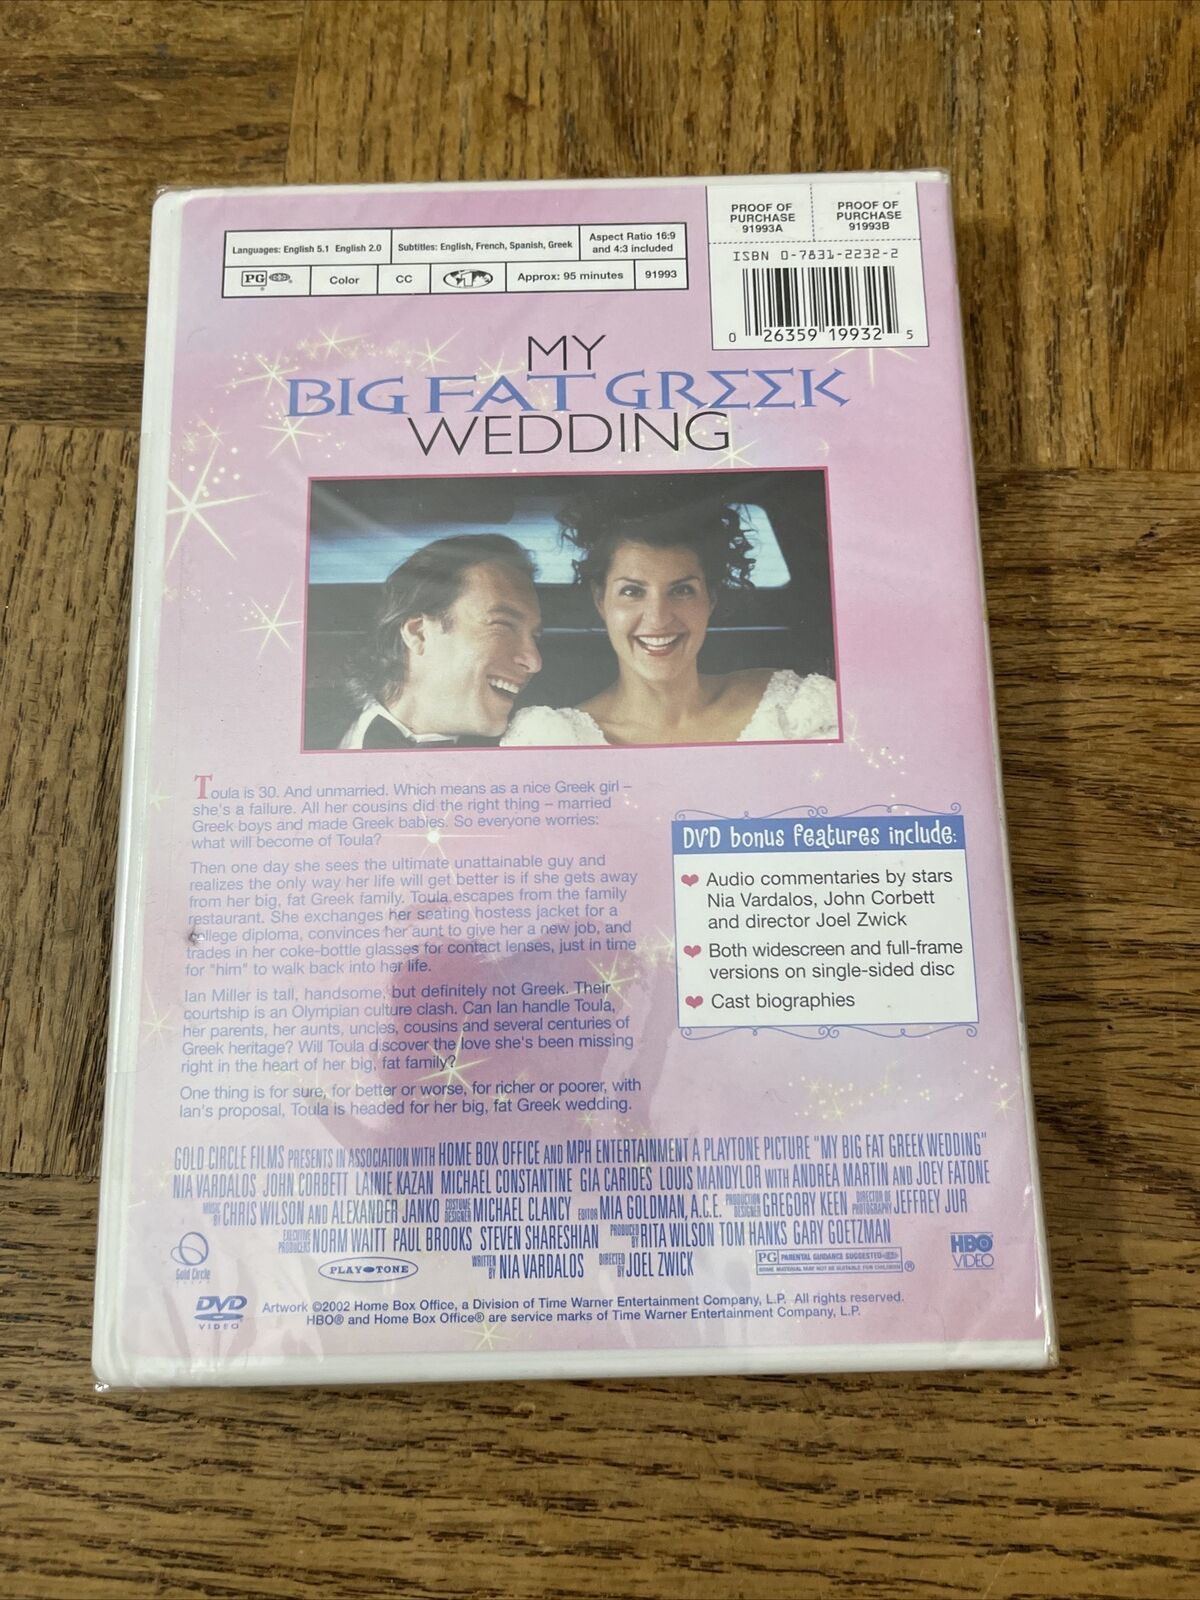 Languages: English 5.1 English 2.0
Subtitles: English, French, Spanish, Greek
Aspect Ratio 16:9
and 4:3 included
PG
Color
CC
1
Approx: 95 minutes
91993
PROOF OF
PURCHASE
91993A
PROOF OF
PURCHASE
91993B
ISBN 0-7831-2232-2
0 26359 19932 5
MY
BIG FAT GRΣΣK
WEDDING
Toula is 30. And unmarried. Which means as a nice Greek girl –
she's a failure. All her cousins did the right thing – married
Greek boys and made Greek babies. So everyone worries:
what will become of Toula?
Then one day she sees the ultimate unattainable guy and
realizes the only way her life will get better is if she gets away
from her big, fat Greek family. Toula escapes from the family
restaurant. She exchanges her seating hostess jacket for a
college diploma, convinces her aunt to give her a new job, and
trades in her coke-bottle glasses for contact lenses, just in time
for "him" to walk back into her life.
Ian Miller is tall, handsome, but definitely not Greek. Their
courtship is an Olympian culture clash. Can Ian handle Toula,
her parents, her aunts, uncles, cousins and several centuries of
Greek heritage? Will Toula discover the love she's been missing
right in the heart of her big, fat family?
One thing is for sure, for better or worse, for richer or poorer, with
Ian's proposal, Toula is headed for her big, fat Greek wedding.
DVD bonus features include:
Audio commentaries by stars
Nia Vardalos, John Corbett
and director Joel Zwick
Both widescreen and full-frame
versions on single-sided disc
Cast biographies
GOLD CIRCLE FILMS PRESENTS IN ASSOCIATION WITH HOME BOX OFFICE AND MPH ENTERTAINMENT A PLAYTONE PICTURE "MY BIG FAT GREEK WEDDING"
NIA VARDALOS JOHN CORBETT LAINIE KAZAN MICHAEL CONSTANTINE GIA CARIDES LOUIS MANDYLOR WITH ANDREA MARTIN AND JOEY FATONE
MUSIC BY CHRIS WILSON AND ALEXANDER JANKO COSTUME DESIGNER MICHAEL CLANCY EDITOR MIA GOLDMAN, A.C.E. PRODUCTION DESIGNER GREGORY KEEN DIRECTOR OF PHOTOGRAPHY JEFFREY JUR
EXECUTIVE PRODUCERS NORM WAITT PAUL BROOKS STEVEN SHARESHIAN PRODUCED BY RITA WILSON TOM HANKS GARY GOETZMAN
Gold Circle
FILMS
PLAY-TONE
WRITTEN BY NIA VARDALOS DIRECTED BY JOEL ZWICK
PG PARENTAL GUIDANCE SUGGESTED
SOME MATERIAL MAY NOT BE SUITABLE FOR CHILDREN ®
HBO
VIDEO
DVD
VIDEO
Artwork ©2002 Home Box Office, a Division of Time Warner Entertainment Company, L.P. All rights reserved.
HBO® and Home Box Office® are service marks of Time Warner Entertainment Company, L.P.